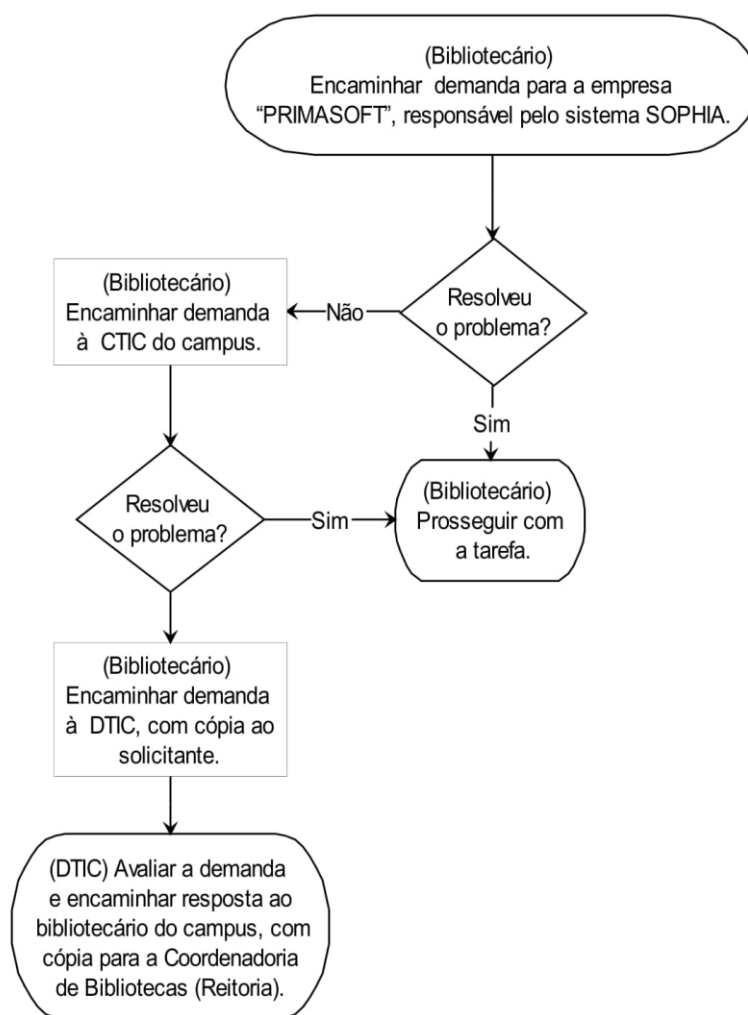 (Bibliotecário)
Encaminhar demanda para a empresa
“PRIMASOFT”, responsável pelo sistema SOPHIA.
Resolveu
o problema?
Não
(Bibliotecário)
Encaminhar demanda
à CTIC do campus.
Sim
(Bibliotecário)
Prosseguir com
a tarefa.
Resolveu
o problema?
Sim
(Bibliotecário)
Encaminhar demanda
à DTIC, com cópia ao
solicitante.
(DTIC) Avaliar a demanda
e encaminhar resposta ao
bibliotecário do campus, com
cópia para a Coordenadoria
de Bibliotecas (Reitoria).